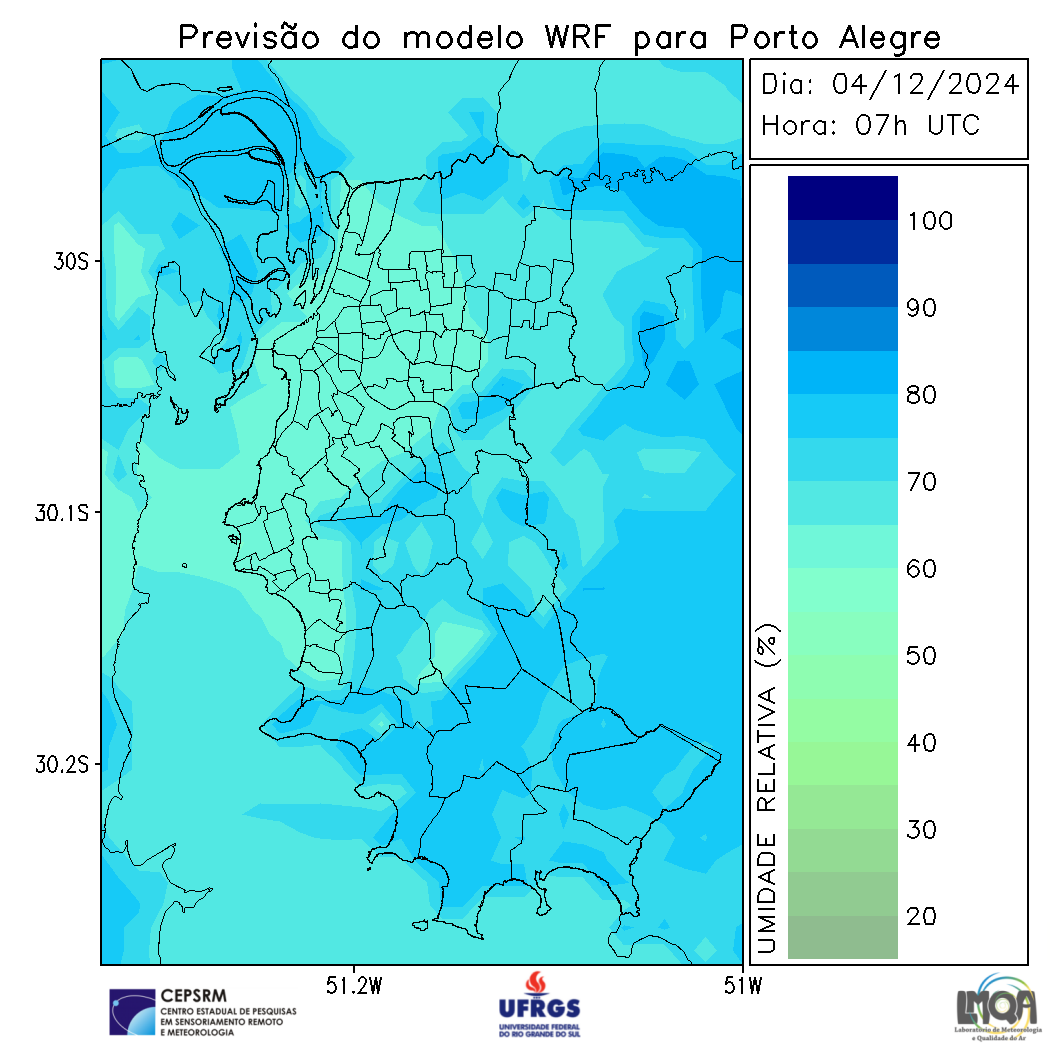 Previsão do modelo WRF para Porto Alegre
Dia: 04/12/2024
Hora: 07h UTC
30S
30.1S
30.2S
51.2W
51W
100
90
80
70
60
50
40
30
20
UMIDADE RELATIVA (%)
CEPSRM
CENTRO ESTADUAL DE PESQUISAS
EM SENSORIAMENTO REMOTO
E METEOROLOGIA
UFRGS
UNIVERSIDADE FEDERAL
DO RIO GRANDE DO SUL
LMQA
Laboratório de Meteorologia
e Qualidade do Ar